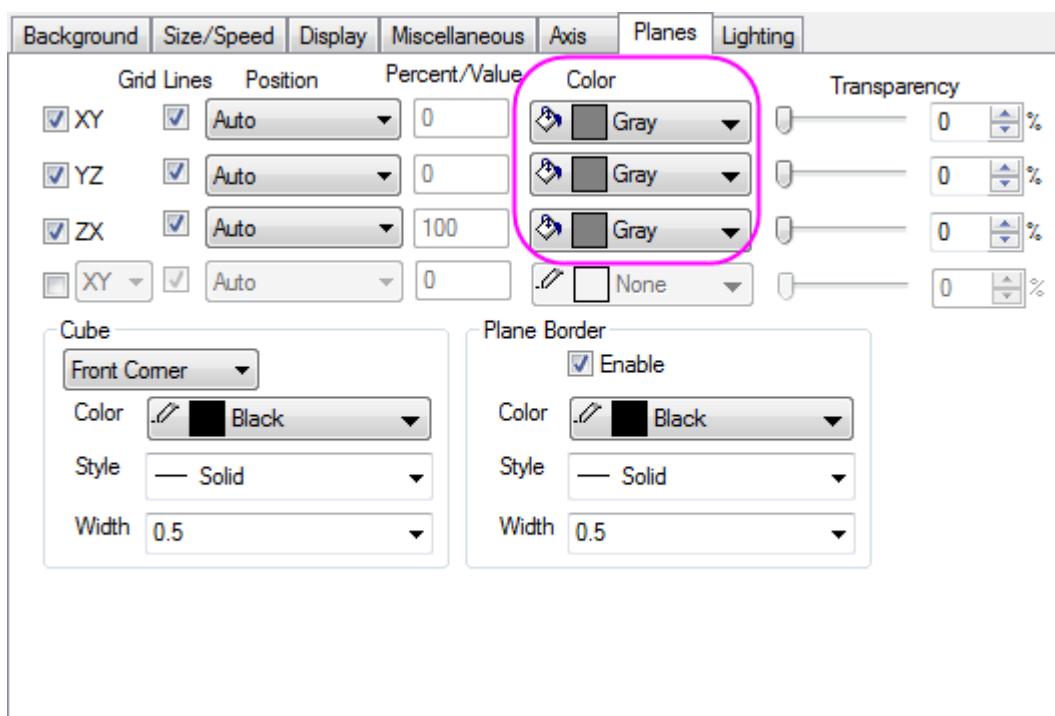 Background Size/Speed Display Miscellaneous Axis Planes Lighting
Grid Lines Position Percent/Value Color Transparency
XY Auto 0 Gray 0 %
YZ Auto 0 Gray 0 %
ZX Auto 100 Gray 0 %
XY Auto 0 None 0 %
Cube Plane Border
Front Corner Enable
Color Black Color Black
Style Solid Style Solid
Width 0.5 Width 0.5